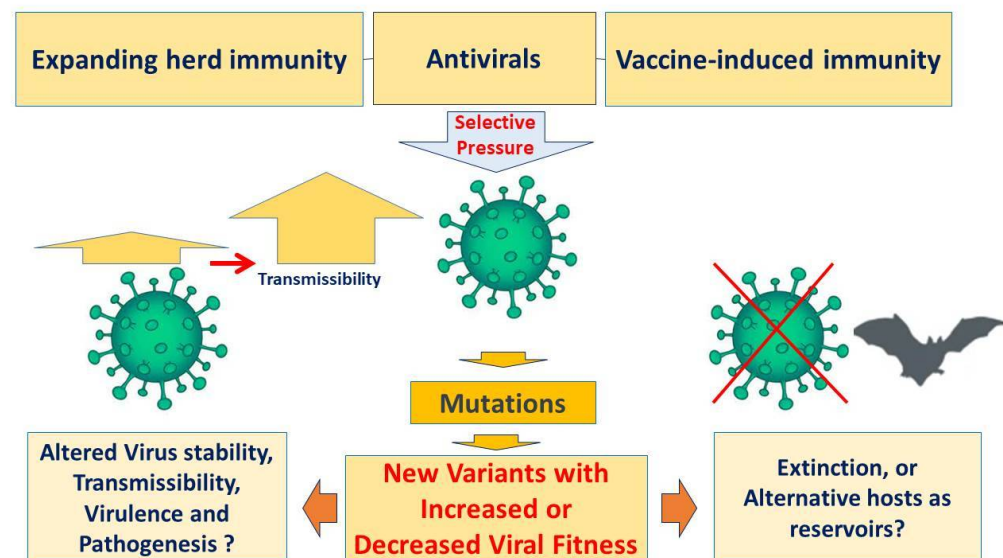 Expanding herd immunity
Antivirals
Vaccine-induced immunity
Selective
Pressure
Transmissibility
Mutations
Altered Virus stability,
Transmissibility,
Virulence and
Pathogenesis ?
New Variants with
Increased or
Decreased Viral Fitness
Extinction, or
Alternative hosts as
reservoirs?